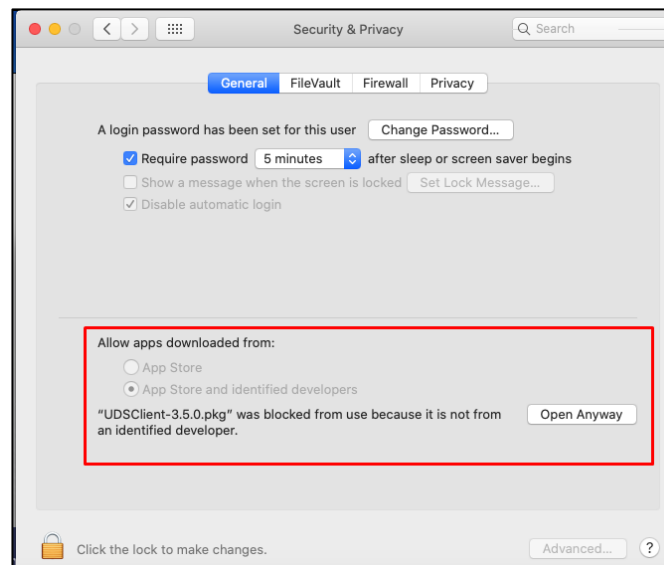 Security & Privacy
Search
General FileVault Firewall Privacy
A login password has been set for this user Change Password...
Require password 5 minutes after sleep or screen saver begins
Show a message when the screen is locked Set Lock Message...
Disable automatic login
Allow apps downloaded from:
App Store
App Store and identified developers
“UDSClient-3.5.0.pkg” was blocked from use because it is not from Open Anyway
an identified developer.
Click the lock to make changes. Advanced... ?